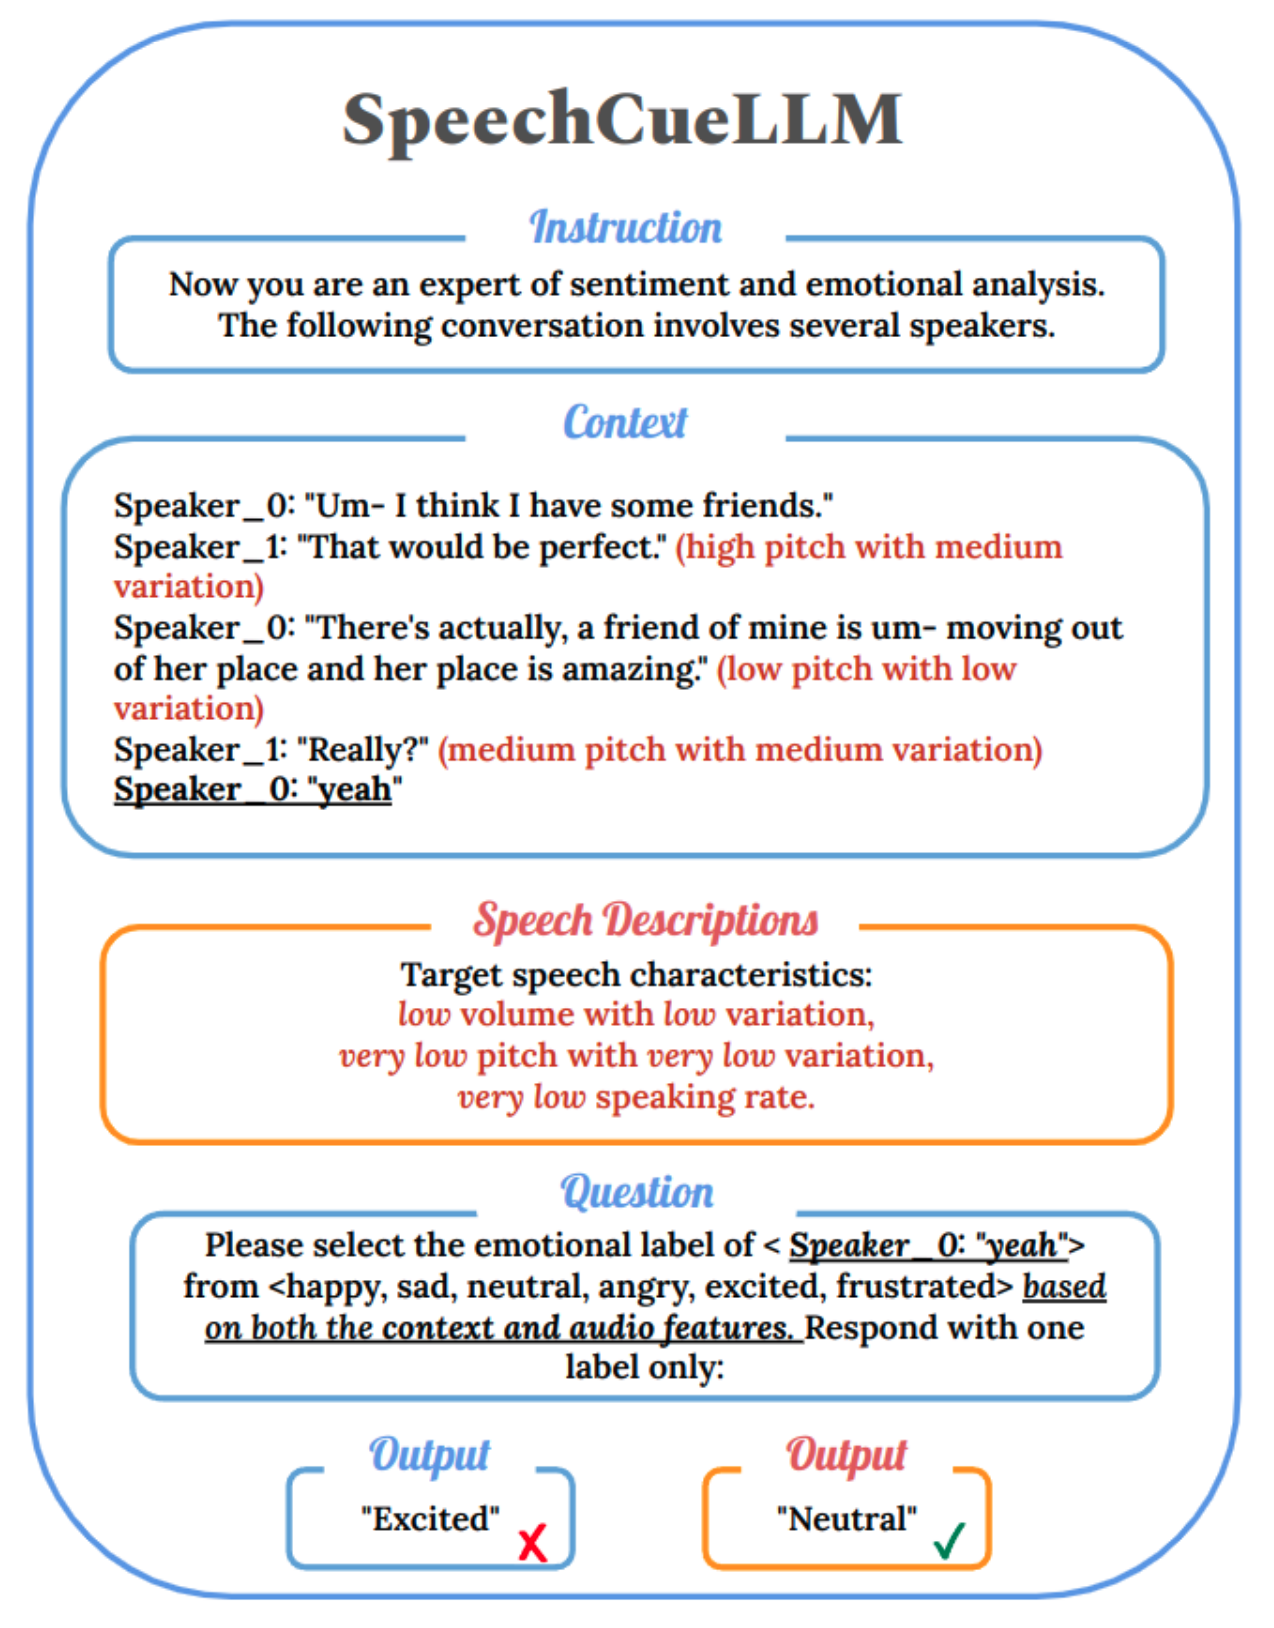 SpeechCueLLM
Instruction
Now you are an expert of sentiment and emotional analysis.
The following conversation involves several speakers.
Context
Speaker_0: "Um- I think I have some friends."
Speaker_1: "That would be perfect." (high pitch with medium
variation)
Speaker_0: "There's actually, a friend of mine is um- moving out
of her place and her place is amazing." (low pitch with low
variation)
Speaker_1: "Really?" (medium pitch with medium variation)
Speaker_0: "yeah"
Speech Descriptions
Target speech characteristics:
low volume with low variation,
very low pitch with very low variation,
very low speaking rate.
Question
Please select the emotional label of < Speaker_0: "yeah">
from <happy, sad, neutral, angry, excited, frustrated> based
on both the context and audio features. Respond with one
label only:
Output
"Excited"
Output
"Neutral"